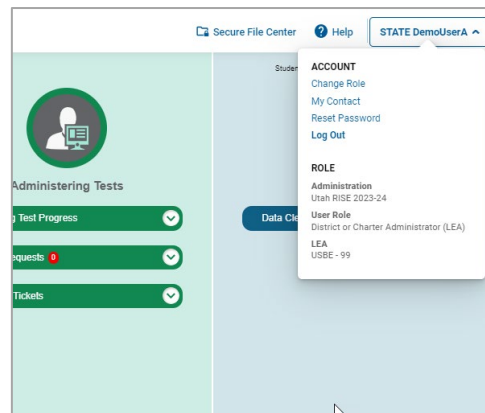 Secure File Center
? Help
STATE DemoUserA
Studen
ACCOUNT
Change Role
My Contact
Reset Password
Log Out
ROLE
Administration
Utah RISE 2023-24
User Role
District or Charter Administrator (LEA)
LEA
USBE - 99
Administering Tests
Test Progress
equests 0
Tickets
Data Cle